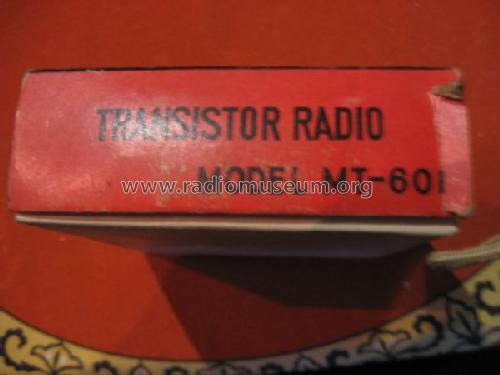 TRANSISTOR RADIO
MODEL MT-601
www.radiomuseum.org